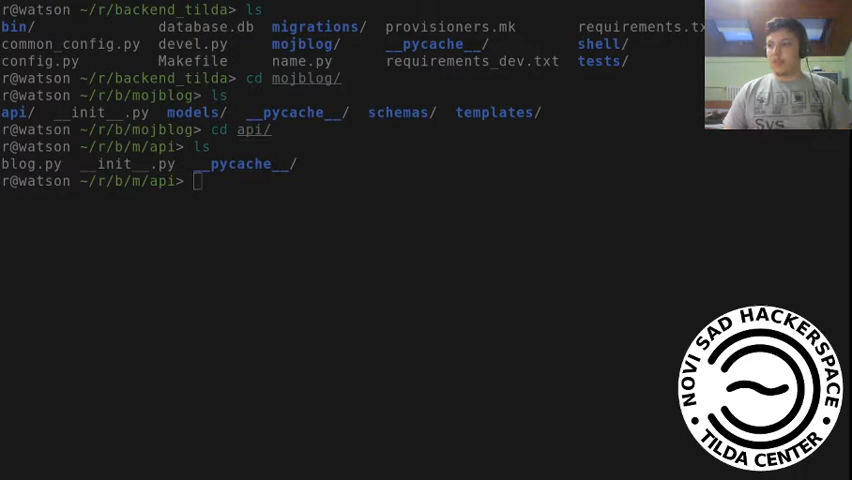 r@watson ~/r/backend_tilda> ls
bin/ database.db migrations/ provisioners.mk requirements.tx
common_config.py devel.py mojblog/ __pycache__/ shell/
config.py Makefile name.py requirements_dev.txt tests/
r@watson ~/r/backend_tilda> cd mojblog/
r@watson ~/r/b/mojblog> ls
api/ __init__.py models/ __pycache__/ schemas/ templates/
r@watson ~/r/b/mojblog> cd api/
r@watson ~/r/b/m/api> ls
blog.py __init__.py __pycache__/
r@watson ~/r/b/m/api>
Sys
NOVI SAD HACKERSPACE
• TILDA CENTER •